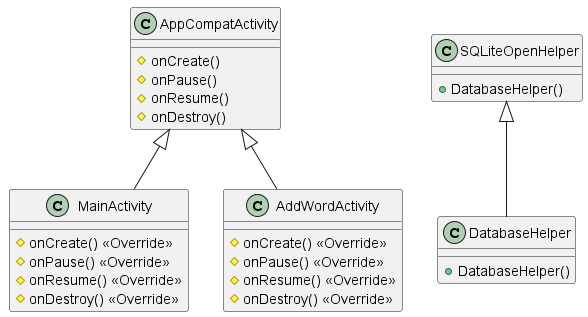 C AppCompatActivity
onCreate()
onPause()
onResume()
onDestroy()
C SQLiteOpenHelper
DatabaseHelper()
C MainActivity
onCreate() «Override»
onPause() «Override»
onResume() «Override»
onDestroy() «Override»
C AddWordActivity
onCreate() «Override»
onPause() «Override»
onResume() «Override»
onDestroy() «Override»
C DatabaseHelper
DatabaseHelper()